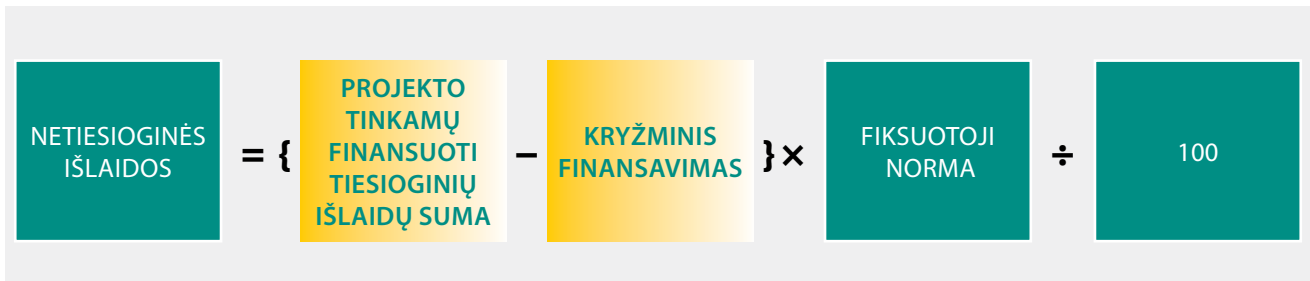 NETIESIOGINĖS
IŠLAIDOS
= {
PROJEKTO
TINKAMŲ
FINANSUOTI
TIESIOGINIŲ
IŠLAIDŲ SUMA
–
KRYŽMINIS
FINANSAVIMAS
} ×
FIKSUOTOJI
NORMA
÷
100